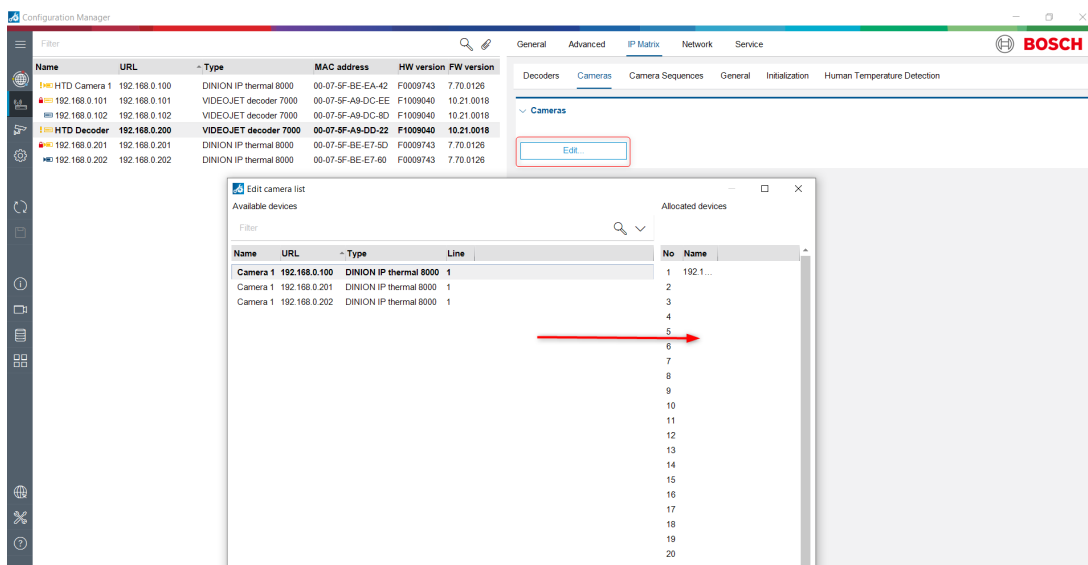 Configuration Manager
Filter
General Advanced IP Matrix Network Service
BOSCH
Name URL Type MAC address HW version FW version
Decoders Cameras Camera Sequences General Initialization Human Temperature Detection
HTD Camera 1 192.168.0.100 DINION IP thermal 8000 00-07-5F-BE-EA-42 F0009743 7.70.0126
192.168.0.101 192.168.0.101 VIDEOJET decoder 7000 00-07-5F-A9-DC-EE F1009040 10.21.0018
192.168.0.102 192.168.0.102 VIDEOJET decoder 7000 00-07-5F-A9-DC-8D F1009040 10.21.0018
HTD Decoder 192.168.0.200 VIDEOJET decoder 7000 00-07-5F-A9-DD-22 F1009040 10.21.0018
192.168.0.201 192.168.0.201 DINION IP thermal 8000 00-07-5F-BE-E7-5D F0009743 7.70.0126
192.168.0.202 192.168.0.202 DINION IP thermal 8000 00-07-5F-BE-E7-60 F0009743 7.70.0126
Cameras
Edit...
Edit camera list
Available devices
Allocated devices
Filter
Name URL Type Line
No Name
Camera 1 192.168.0.100 DINION IP thermal 8000 1
Camera 1 192.168.0.201 DINION IP thermal 8000 1
Camera 1 192.168.0.202 DINION IP thermal 8000 1
1 192.1...
2
3
4
5
6
7
8
9
10
11
12
13
14
15
16
17
18
19
20